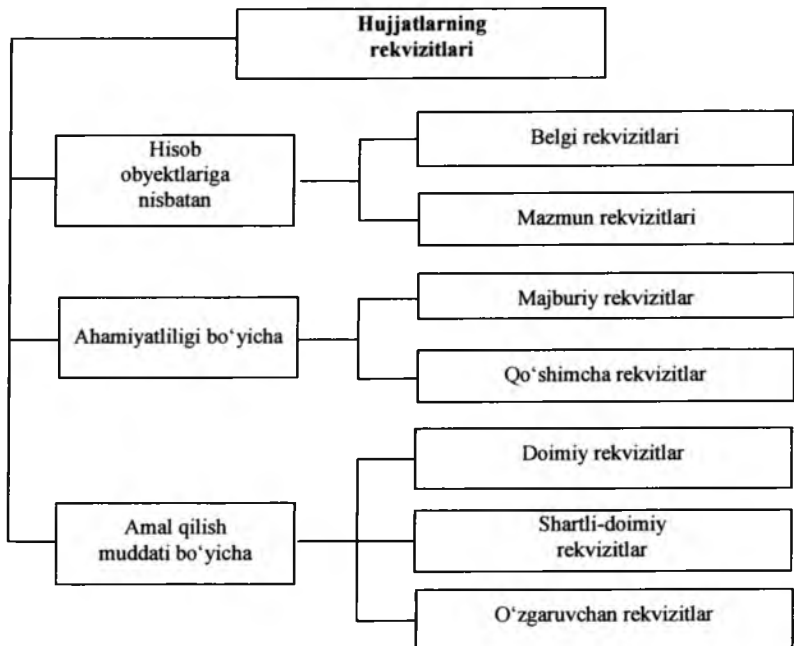 Hujjatlarning
rekvizitlari
Hisob
obyektlariga
nisbatan
Belgi rekvizitlari
Mazmun rekvizitlari
Ahamiyatliligi bo‘yicha
Majburiy rekvizitlar
Qo‘shimcha rekvizitlar
Amal qilish
muddati bo‘yicha
Doimiy rekvizitlar
Shartli-doimiy
rekvizitlar
O‘zgaruvchan rekvizitlar